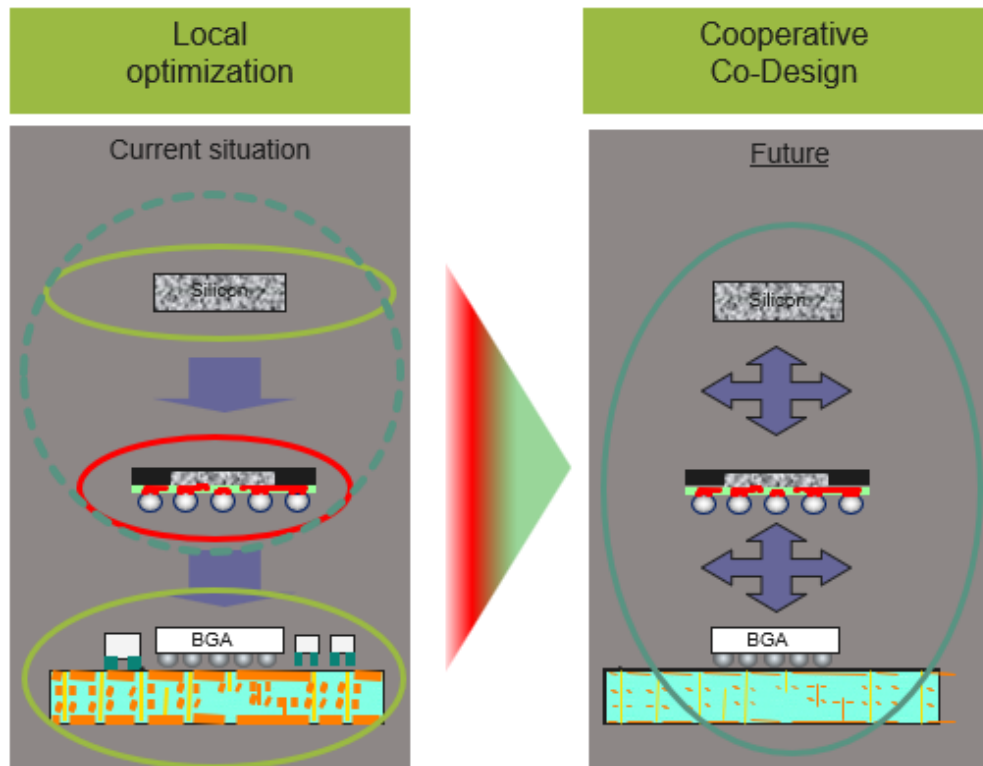 Local
optimization
Cooperative
Co-Design
Current situation
Future
Silicon
Silicon
BGA
BGA